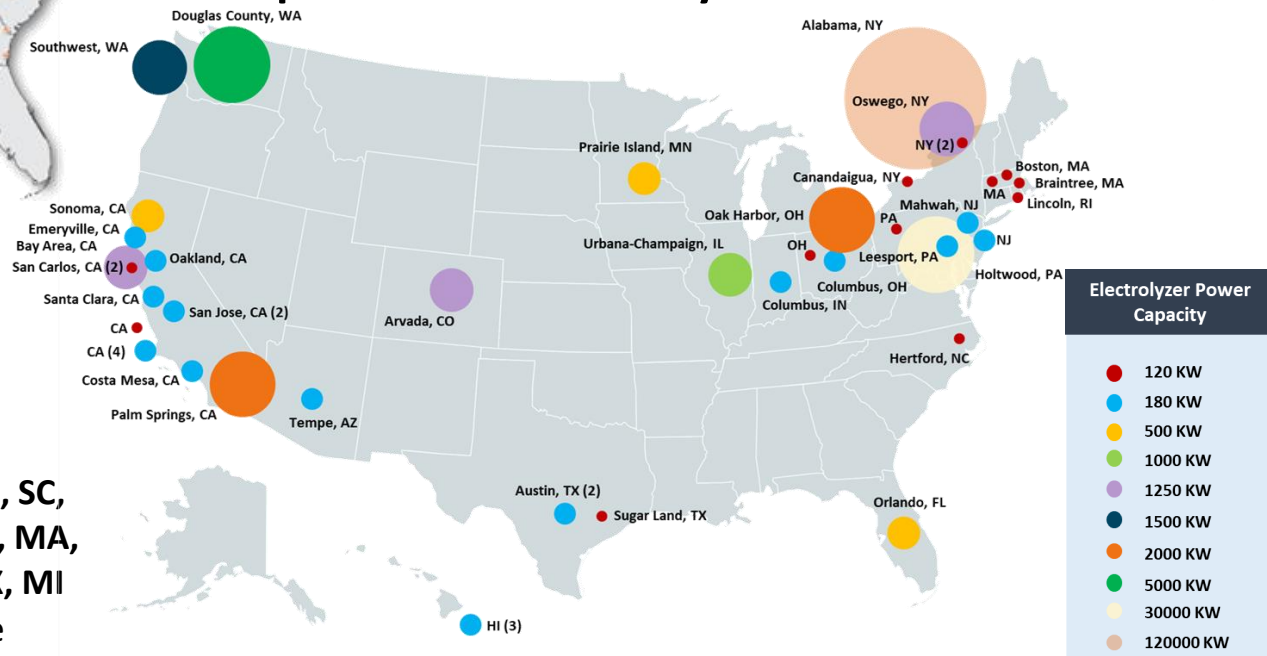 Douglas County, WA
Southwest, WA
Alabama, NY
Oswego, NY
NY (2)
Prairie Island, MN
Canandaigua, NY
Boston, MA
Braintree, MA
MA
Lincoln, RI
Mahwah, NJ
Sonoma, CA
Emeryville, CA
Bay Area, CA
San Carlos, CA (2)
Oakland, CA
Oak Harbor, OH
PA
NJ
Urbana-Champaign, IL
OH
Leesport, PA
Holtwood, PA
Columbus, OH
Columbus, IN
Santa Clara, CA
San Jose, CA (2)
Arvada, CO
CA
CA (4)
Costa Mesa, CA
Palm Springs, CA
Tempe, AZ
Hertford, NC
Austin, TX (2)
Sugar Land, TX
Orlando, FL
HI (3)
, SC,
, MA,
, MI
Electrolyzer Power
Capacity
120 KW
180 KW
500 KW
1000 KW
1250 KW
1500 KW
2000 KW
5000 KW
30000 KW
120000 KW